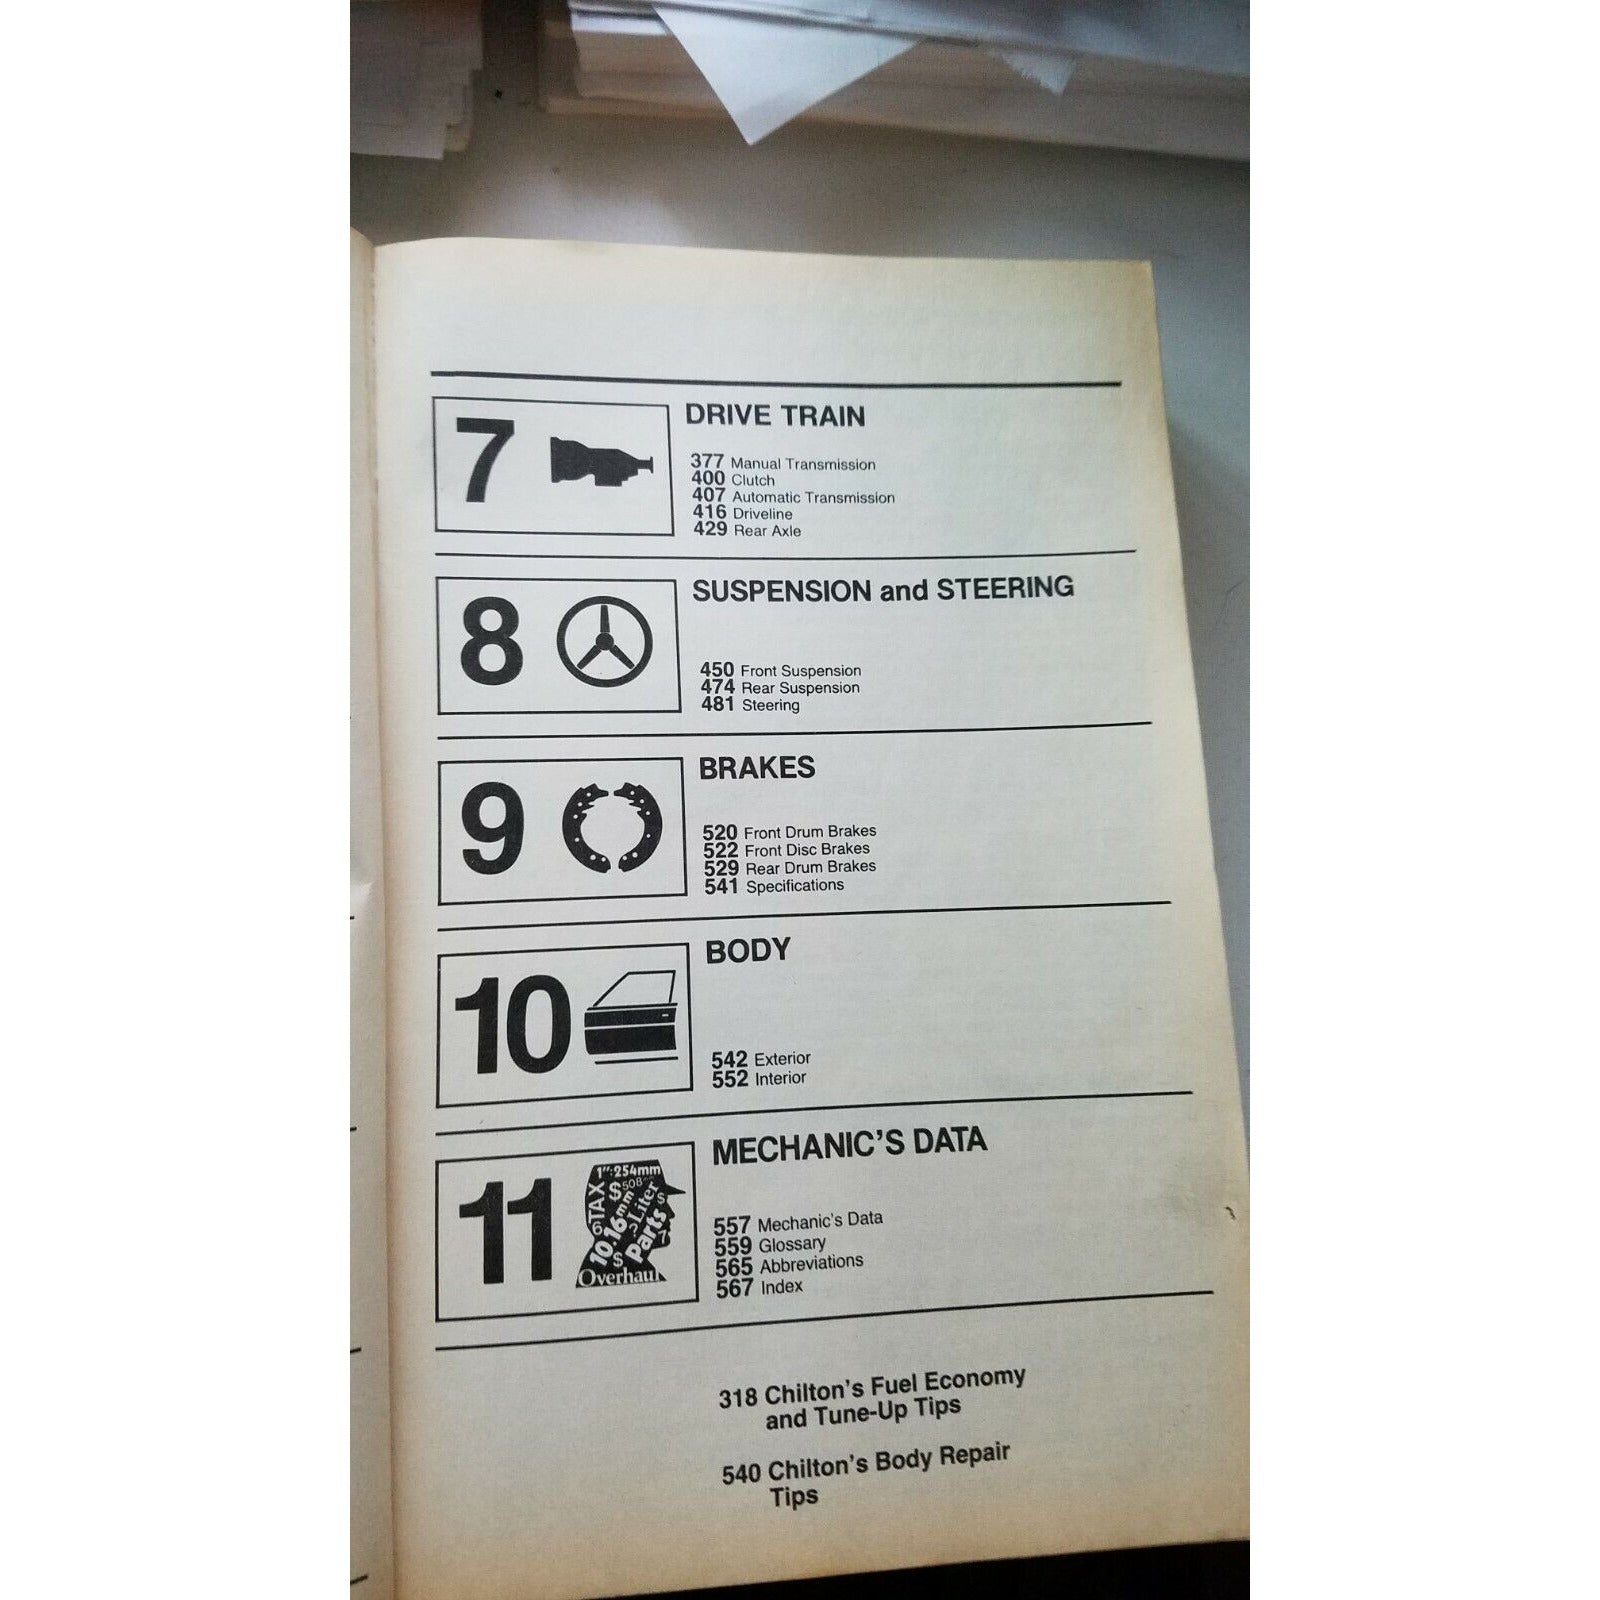 7
DRIVE TRAIN
377 Manual Transmission
400 Clutch
407 Automatic Transmission
416 Driveline
429 Rear Axle
8
SUSPENSION and STEERING
450 Front Suspension
474 Rear Suspension
481 Steering
9
BRAKES
520 Front Drum Brakes
522 Front Disc Brakes
529 Rear Drum Brakes
541 Specifications
10
BODY
542 Exterior
552 Interior
11
1":254mm
TAX
$508
10.16mm
Liter
Parts
$
Overhaul
MECHANIC'S DATA
557 Mechanic's Data
559 Glossary
565 Abbreviations
567 Index
318 Chilton's Fuel Economy
and Tune-Up Tips
540 Chilton's Body Repair
Tips